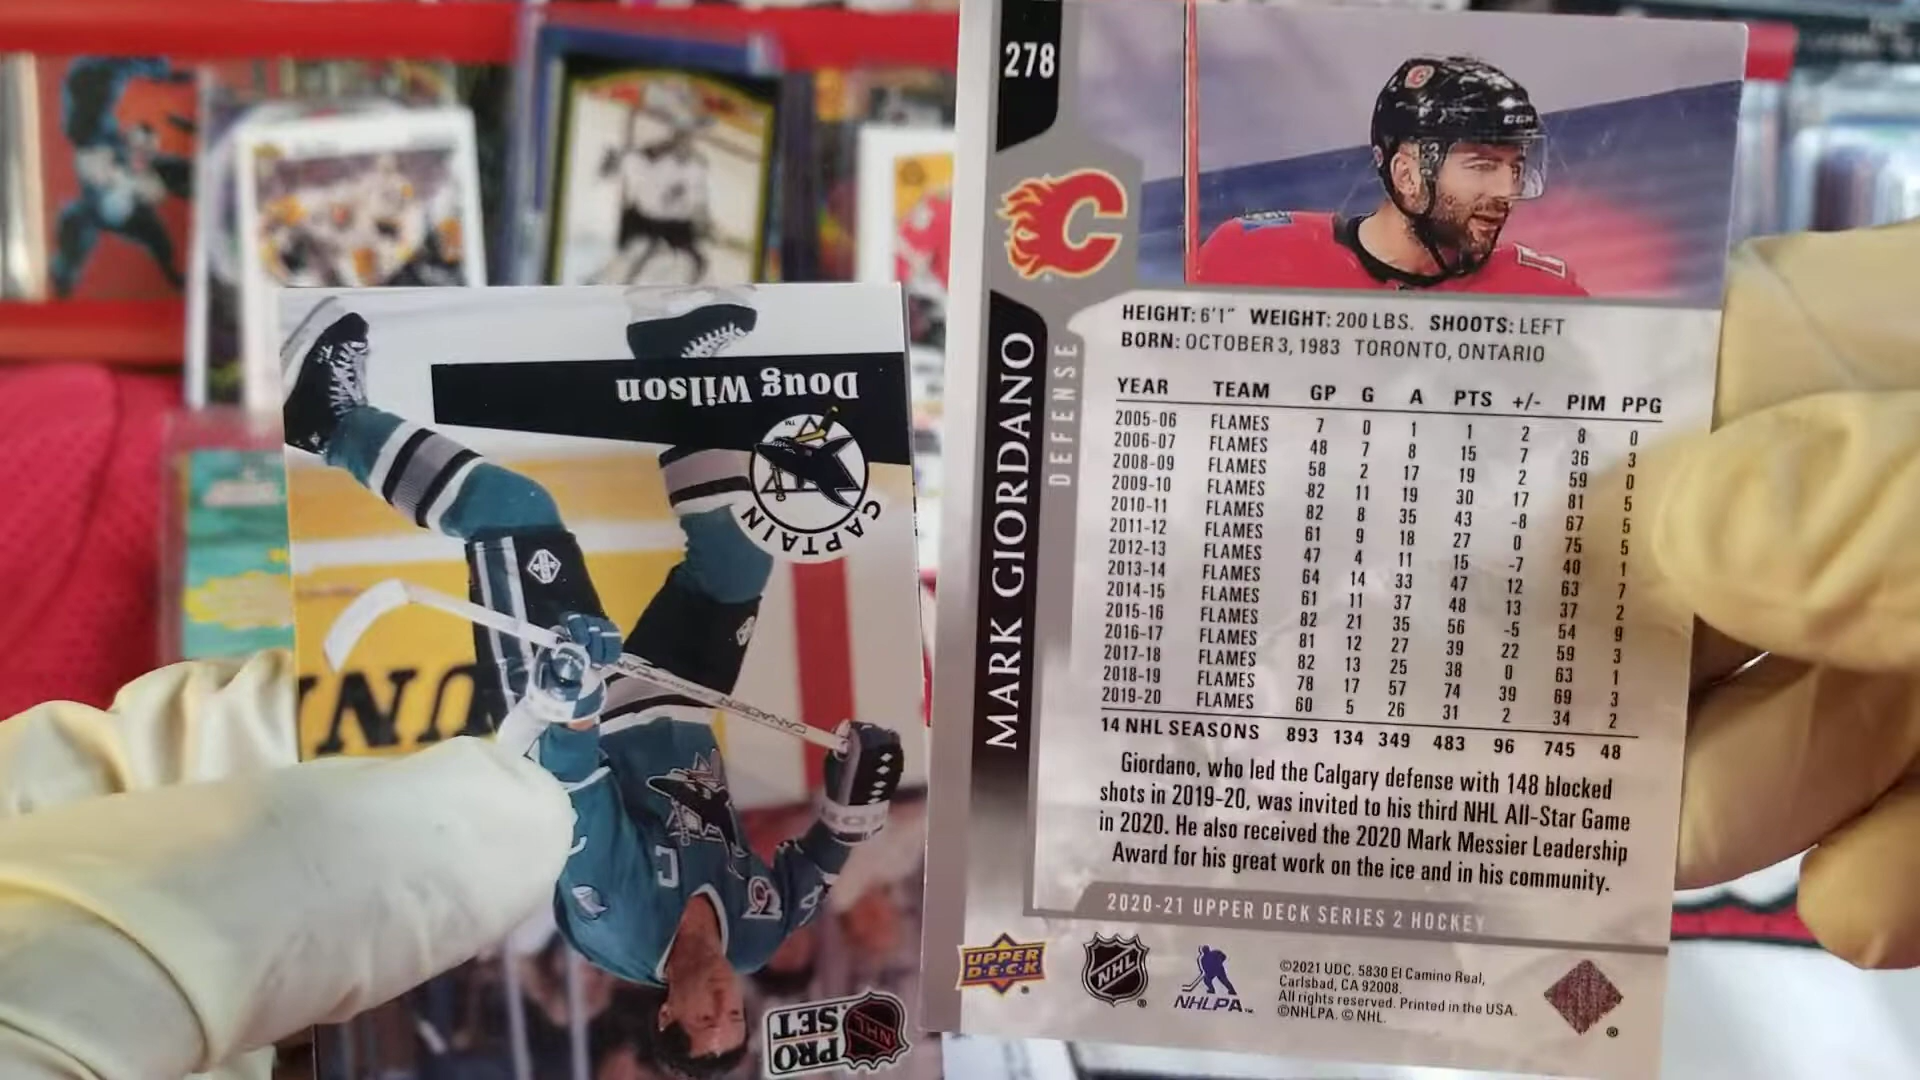 Doug Wilson
CAPTAIN
C
PRO
SET
NHL
278
C
CCM
MARK GIORDANO
DEFENSE
HEIGHT: 6'1" WEIGHT: 200 LBS. SHOOTS: LEFT
BORN: OCTOBER 3, 1983 TORONTO, ONTARIO
YEAR TEAM GP G A PTS +/- PIM PPG
2005-06 FLAMES 7 0 1 1 2 8 0
2006-07 FLAMES 48 7 8 15 7 36 3
2008-09 FLAMES 58 2 17 19 2 59 0
2009-10 FLAMES 82 11 19 30 17 81 5
2010-11 FLAMES 82 8 35 43 -8 67 5
2011-12 FLAMES 61 9 18 27 0 75 5
2012-13 FLAMES 47 4 11 15 -7 40 1
2013-14 FLAMES 64 14 33 47 12 63 7
2014-15 FLAMES 61 11 37 48 13 37 2
2015-16 FLAMES 82 21 35 56 -5 54 9
2016-17 FLAMES 81 12 27 39 22 59 3
2017-18 FLAMES 82 13 25 38 0 63 1
2018-19 FLAMES 78 17 57 74 39 69 3
2019-20 FLAMES 60 5 26 31 2 34 2
14 NHL SEASONS 893 134 349 483 96 745 48
Giordano, who led the Calgary defense with 148 blocked
shots in 2019-20, was invited to his third NHL All-Star Game
in 2020. He also received the 2020 Mark Messier Leadership
Award for his great work on the ice and in his community.
2020-21 UPPER DECK SERIES 2 HOCKEY
UPPER
DECK
NHL
NHLPA
©2021 UDC. 5830 El Camino Real,
Carlsbad, CA 92008.
All rights reserved. Printed in the USA.
©NHLPA. © NHL.